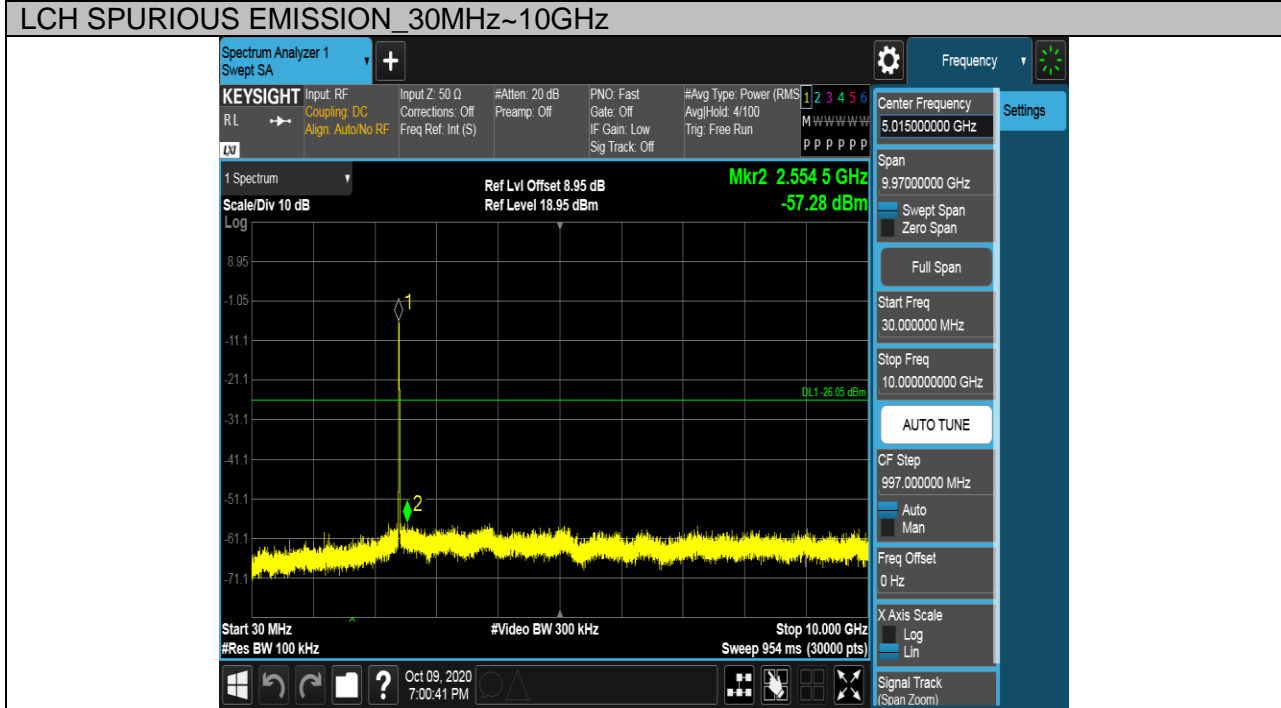 LCH SPURIOUS EMISSION_30MHz~10GHz
Spectrum Analyzer 1
Swept SA
+
Frequency
KEYSIGHT
RL
LXI
Input: RF
Coupling: DC
Align: Auto/No RF
Input Z: 50 Ω
Corrections: Off
Freq Ref: Int (S)
#Atten: 20 dB
Preamp: Off
PNO: Fast
Gate: Off
IF Gain: Low
Sig Track: Off
#Avg Type: Power (RMS
Avg|Hold: 4/100
Trig: Free Run
1 2 3 4 5 6
M W W W W W
P P P P P P
1 Spectrum
Scale/Div 10 dB
Log
Ref Lvl Offset 8.95 dB
Ref Level 18.95 dBm
Mkr2 2.554 5 GHz
-57.28 dBm
8.95
-1.05
-11.1
-21.1
-31.1
-41.1
-51.1
-61.1
-71.1
1
DL1 -26.05 dBm
2
Start 30 MHz
#Res BW 100 kHz
#Video BW 300 kHz
Stop 10.000 GHz
Sweep 954 ms (30000 pts)
?
Oct 09, 2020
7:00:41 PM
Center Frequency
5.015000000 GHz
Settings
Span
9.97000000 GHz
Swept Span
Zero Span
Full Span
Start Freq
30.000000 MHz
Stop Freq
10.000000000 GHz
AUTO TUNE
CF Step
997.000000 MHz
Auto
Man
Freq Offset
0 Hz
X Axis Scale
Log
Lin
Signal Track
(Span Zoom)